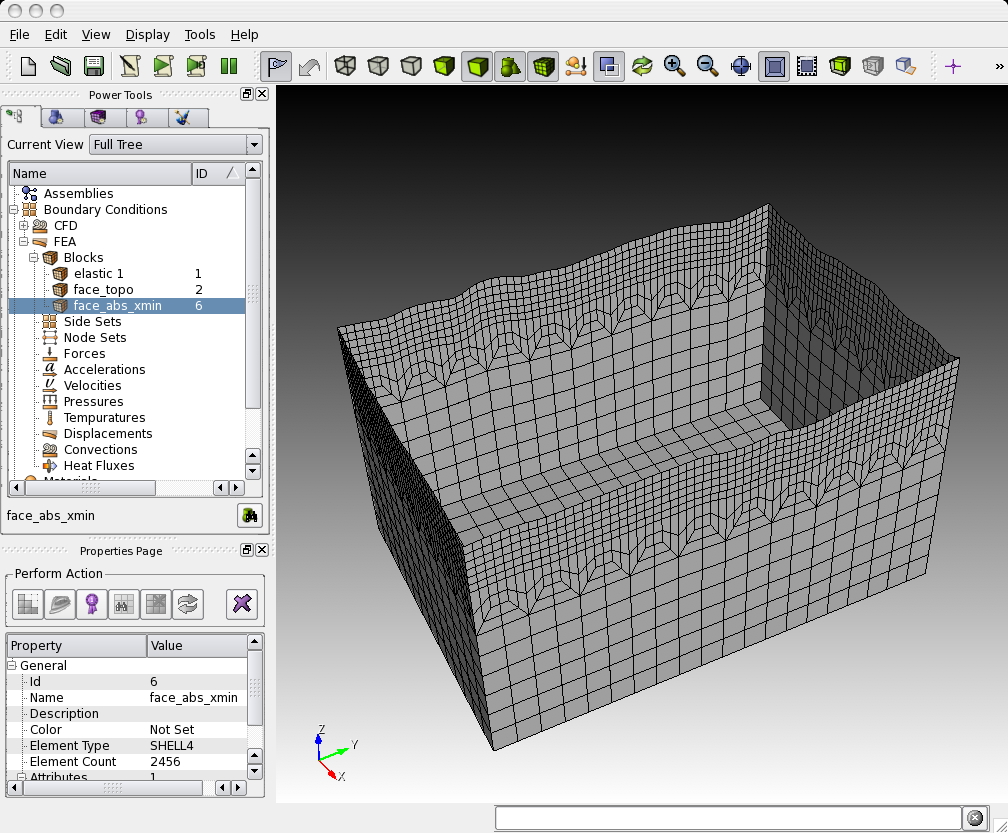 File Edit View Display Tools Help
»
Power Tools
Current View Full Tree
Name ID
Assemblies
Boundary Conditions
CFD
FEA
Blocks
elastic 1 1
face_topo 2
face_abs_xmin 6
Side Sets
Node Sets
Forces
Accelerations
Velocities
Pressures
Tempuratures
Displacements
Convections
Heat Fluxes
Materials
face_abs_xmin
Properties Page
Perform Action
Property Value
General
Id 6
Name face_abs_xmin
Description
Color Not Set
Element Type SHELL4
Element Count 2456
Attributes 1
Z
Y
X